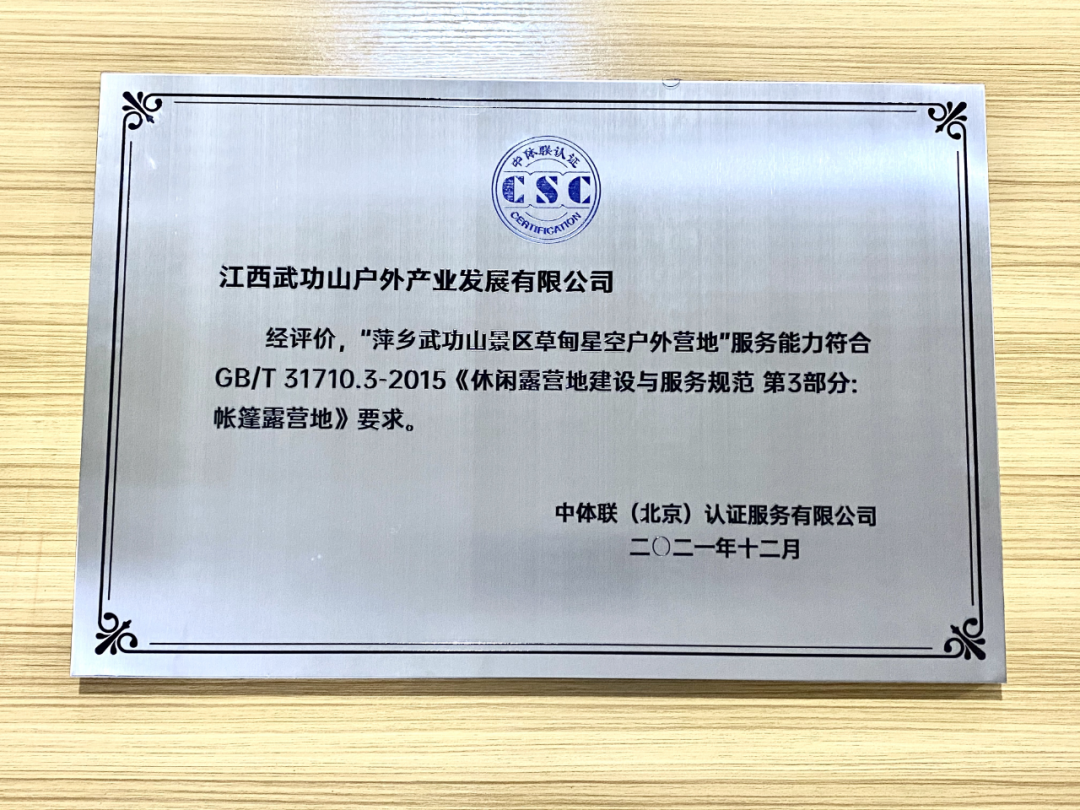 中体联认证
CSC
CERTIFICATION
江西武功山户外产业发展有限公司
经评价，"萍乡武功山景区草甸星空户外营地"服务能力符合
GB/T 31710.3-2015《休闲露营地建设与服务规范 第3部分：
帐篷露营地》要求。
中体联（北京）认证服务有限公司
二〇二一年十二月